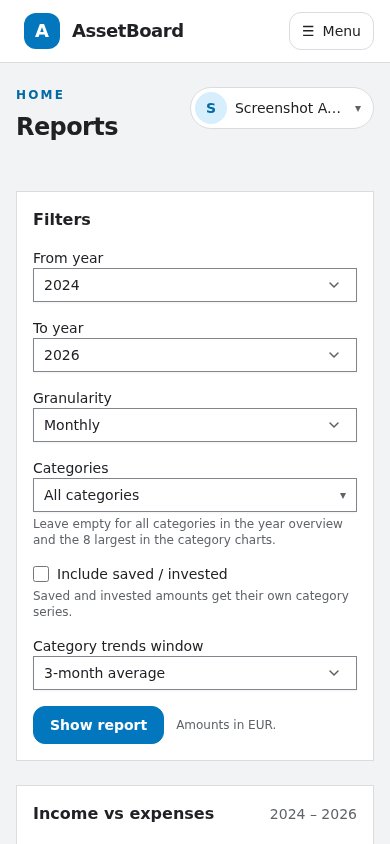 A AssetBoard
☰ Menu
HOME
Reports
S Screenshot A... ▾
Filters
From year
2024
To year
2026
Granularity
Monthly
Categories
All categories
Leave empty for all categories in the year overview
and the 8 largest in the category charts.
Include saved / invested
Saved and invested amounts get their own category
series.
Category trends window
3-month average
Show report
Amounts in EUR.
Income vs expenses
2024 – 2026